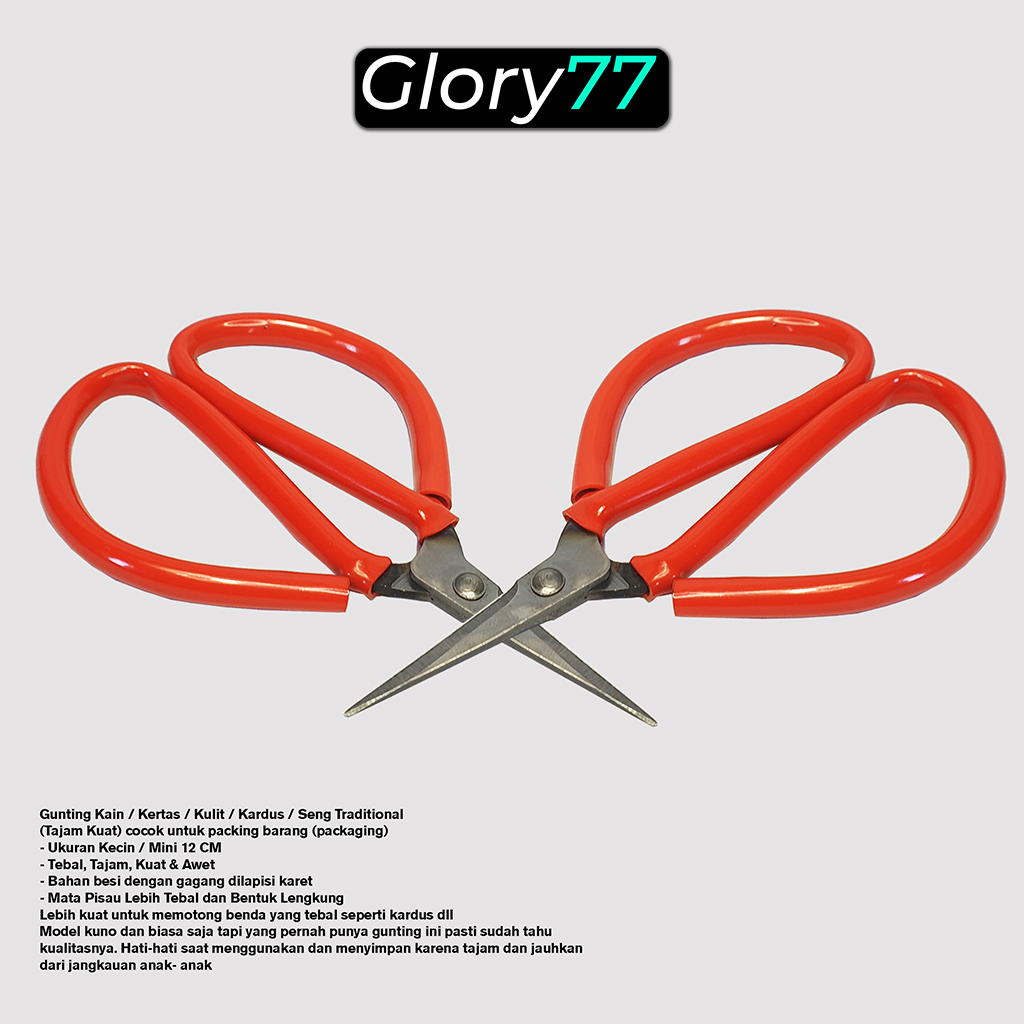 Glory77
Gunting Kain / Kertas / Kulit / Kardus / Seng Traditional
(Tajam Kuat) cocok untuk packing barang (packaging)
- Ukuran Kecin / Mini 12 CM
- Tebal, Tajam, Kuat & Awet
- Bahan besi dengan gagang dilapisi karet
- Mata Pisau Lebih Tebal dan Bentuk Lengkung
Lebih kuat untuk memotong benda yang tebal seperti kardus dll
Model kuno dan biasa saja tapi yang pernah punya gunting ini pasti sudah tahu
kualitasnya. Hati-hati saat menggunakan dan menyimpan karena tajam dan jauhkan
dari jangkauan anak- anak